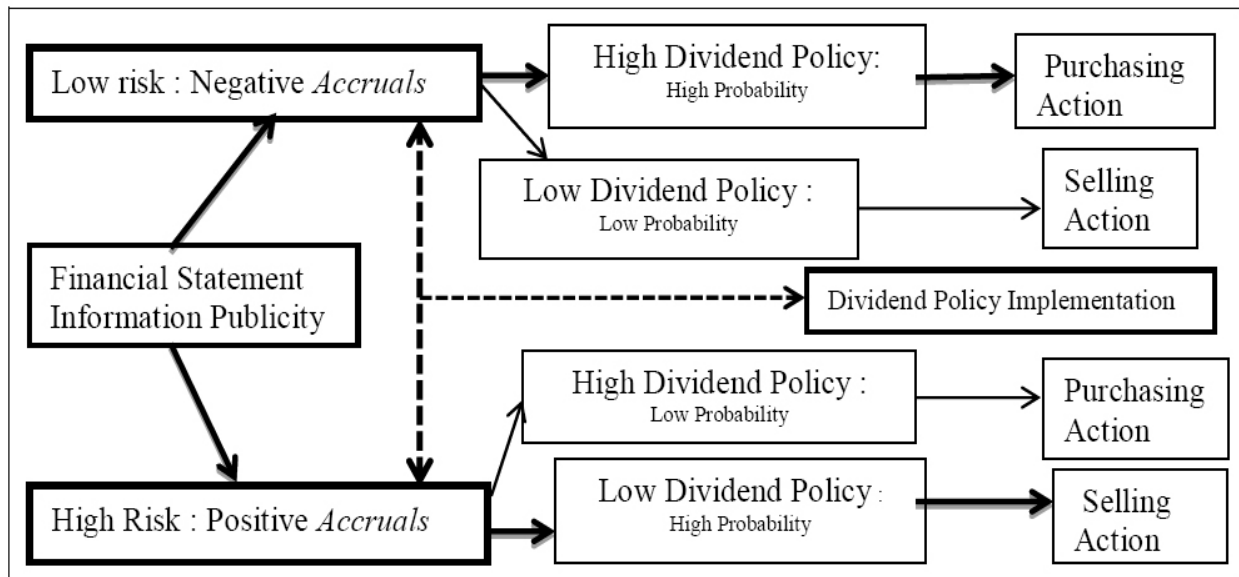 Low risk : Negative Accruals
High Dividend Policy:
High Probability
Purchasing
Action
Low Dividend Policy :
Low Probability
Selling
Action
Financial Statement
Information Publicity
Dividend Policy Implementation
High Dividend Policy :
Low Probability
Purchasing
Action
High Risk : Positive Accruals
Low Dividend Policy :
High Probability
Selling
Action